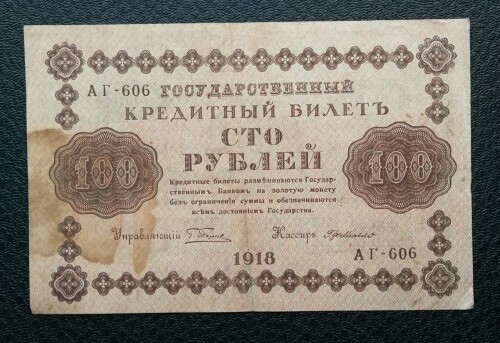 АГ-606 ГОСУДАРСТВЕННЫЙ
КРЕДИТНЫЙ БИЛЕТЪ
СТО
РУБЛЕЙ
100 100
Кредитные билеты размѣниваются Государ-
ственнымъ Банкомъ на золотую монету
безъ ограниченія суммы и обезпечиваются
всѣмъ достояніемъ Государства.
Управляющій Кассиръ
1918
АГ-606